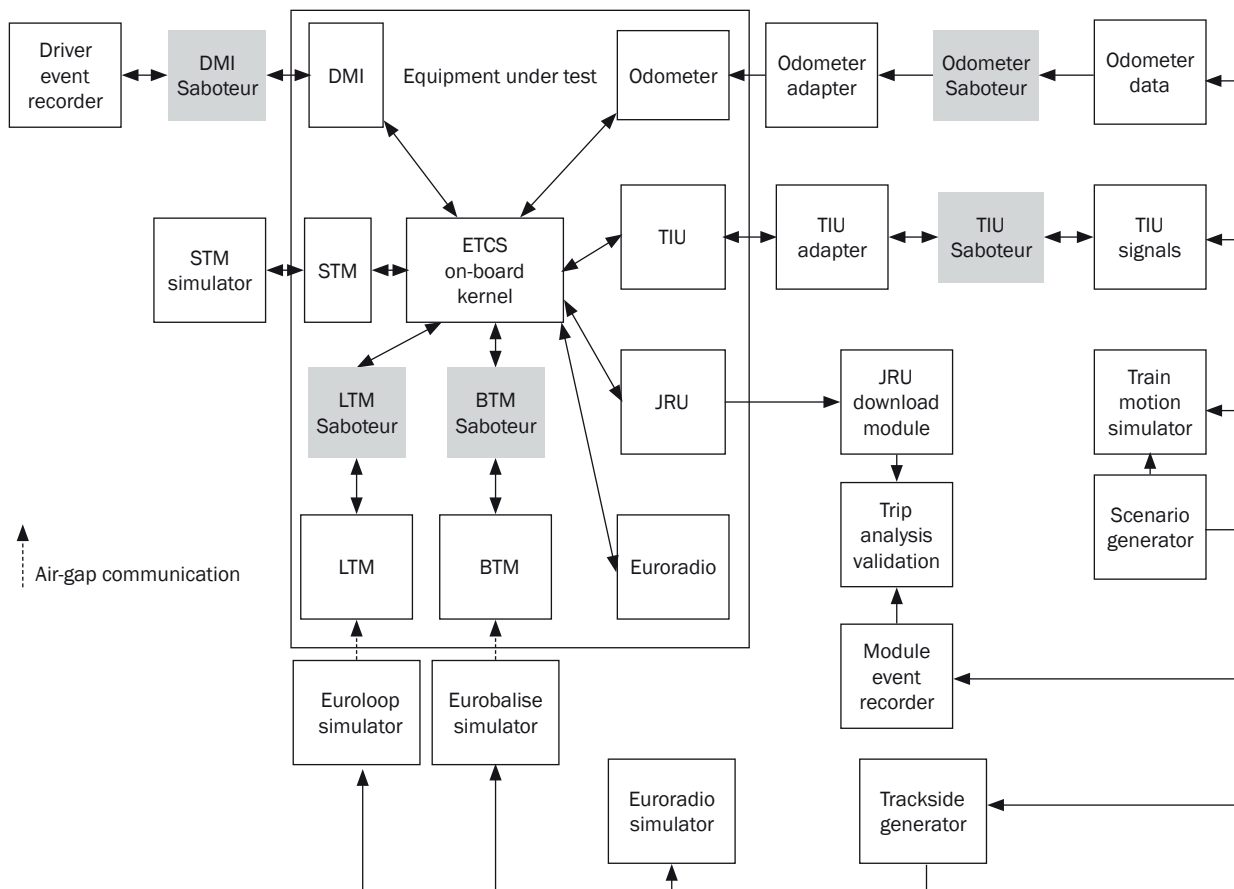 Driver
event
recorder
DMI
Saboteur
DMI
Equipment under test
Odometer
Odometer
adapter
Odometer
Saboteur
Odometer
data
STM
simulator
STM
ETCS
on-board
kernel
TIU
TIU
adapter
TIU
Saboteur
TIU
signals
LTM
Saboteur
BTM
Saboteur
JRU
JRU
download
module
Train
motion
simulator
Air-gap communication
LTM
BTM
Euroradio
Trip
analysis
validation
Scenario
generator
Euroloop
simulator
Eurobalise
simulator
Module
event
recorder
Euroradio
simulator
Trackside
generator